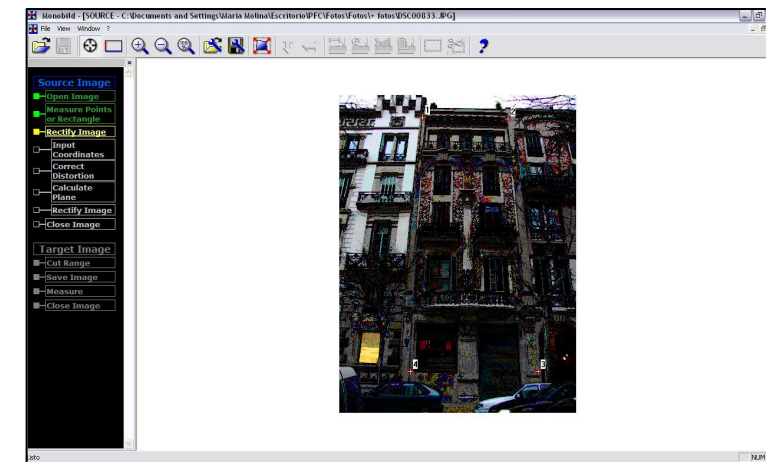 Monobild - [SOURCE - C:\Documents and Settings\Maria Molina\Escritorio\PFC\Fotos\Fotos\+ fotos\DSC00833.JPG]
File View Window ?
Source Image
Open Image
Measure Points
or Rectangle
Rectify Image
Input
Coordinates
Correct
Distortion
Calculate
Plane
Rectify Image
Close Image
Target Image
Cut Range
Save Image
Measure
Close Image
1
2
4
3
Listo
NUM